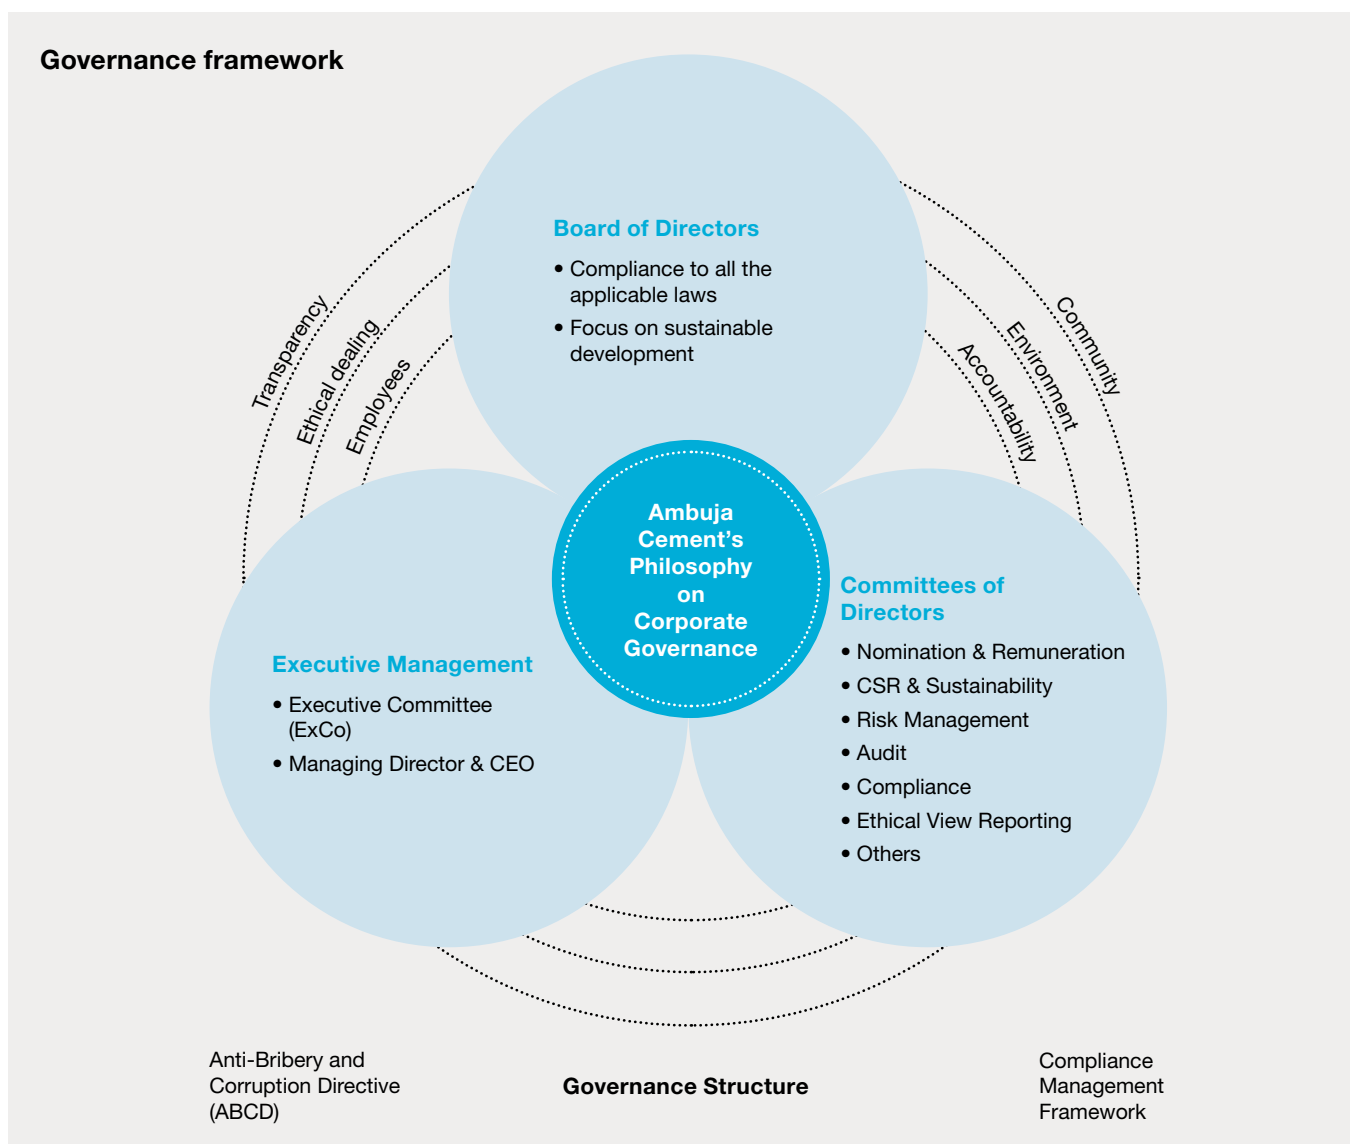 Governance framework
Board of Directors
• Compliance to all the
applicable laws
• Focus on sustainable
development
Transparency
Ethical dealing
Employees
Accountability
Environment
Community
Ambuja
Cement’s
Philosophy
on
Corporate
Governance
Executive Management
• Executive Committee
(ExCo)
• Managing Director & CEO
Committees of
Directors
• Nomination & Remuneration
• CSR & Sustainability
• Risk Management
• Audit
• Compliance
• Ethical View Reporting
• Others
Anti-Bribery and
Corruption Directive
(ABCD)
Governance Structure
Compliance
Management
Framework